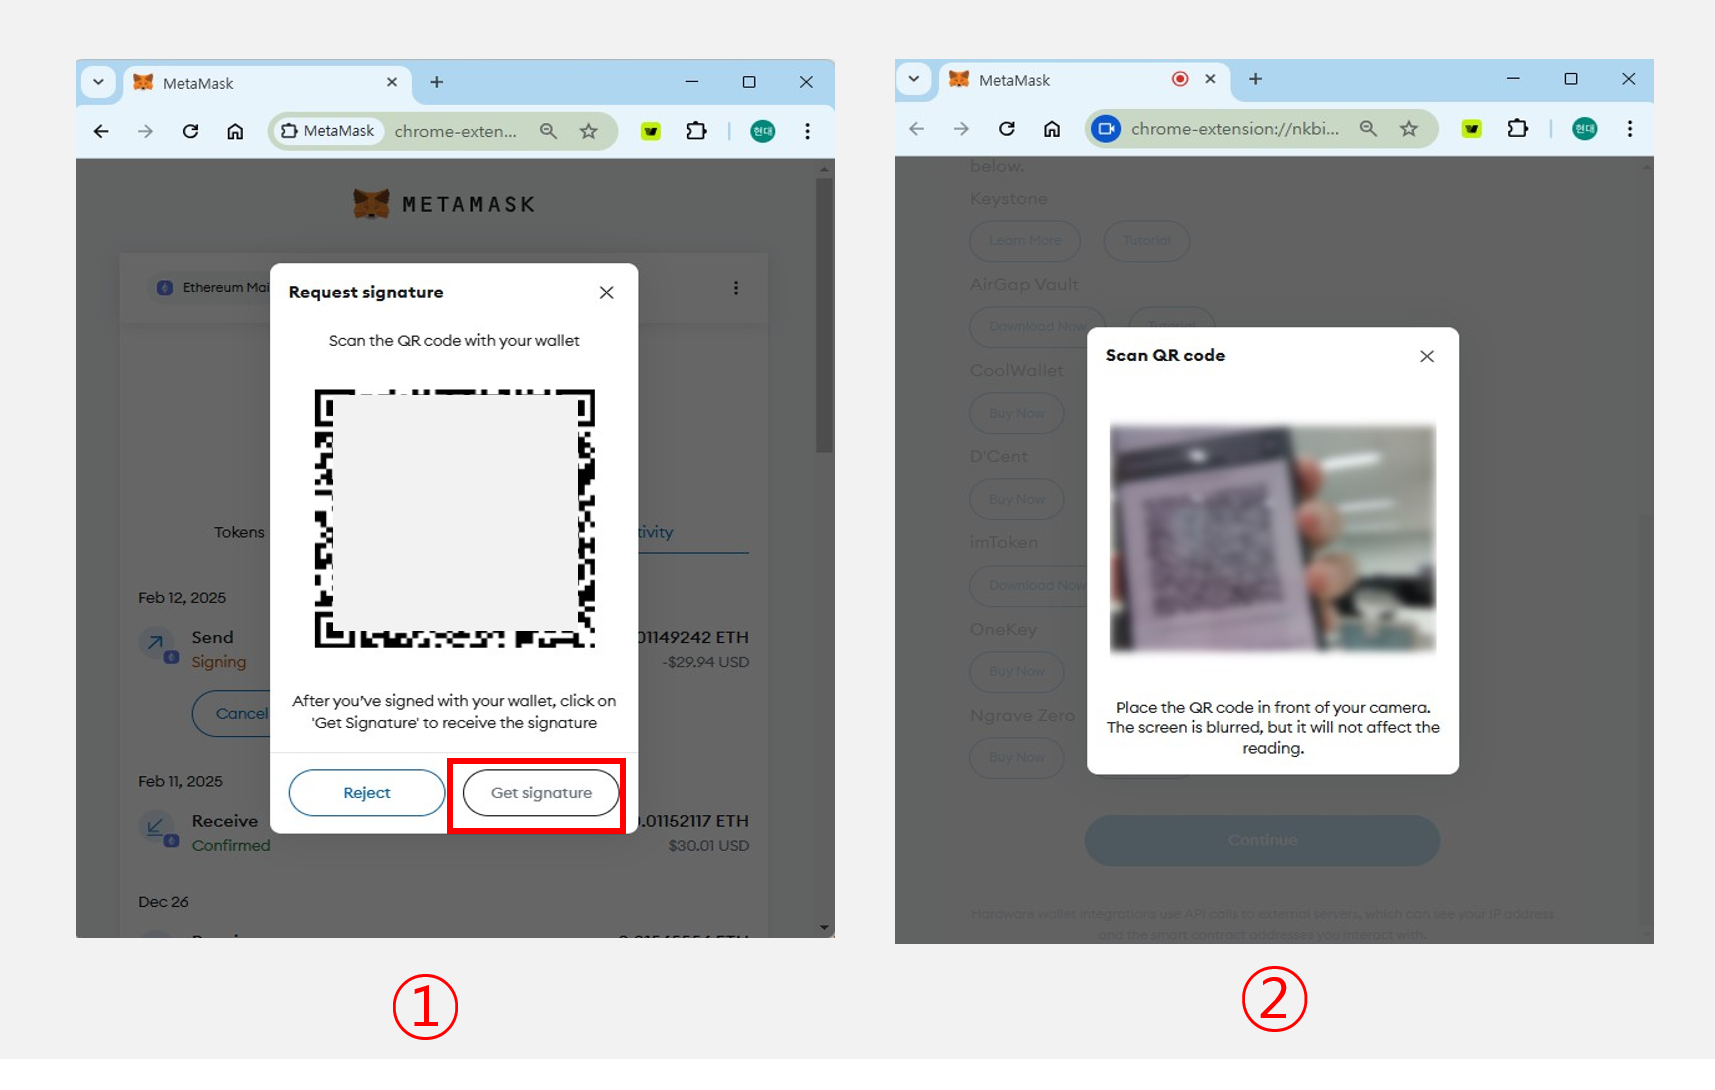 MetaMask
MetaMask
chrome-exten...
현대
METAMASK
Ethereum Mai
Request signature
Scan the QR code with your wallet
Tokens
tivity
Feb 12, 2025
Send
01149242 ETH
Signing
-$29.94 USD
Cancel
After you've signed with your wallet, click on
'Get Signature' to receive the signature
Feb 11, 2025
Reject
Get signature
Receive
.01152117 ETH
Confirmed
$30.01 USD
Dec 26
①
MetaMask
chrome-extension://nkbi...
현대
below.
Keystone
Learn More
Tutorial
AirGap Vault
Download Now
Tutorial
CoolWallet
Buy Now
D'Cent
Buy Now
imToken
Download Now
OneKey
Buy Now
Ngrave Zero
Buy Now
Scan QR code
Place the QR code in front of your camera.
The screen is blurred, but it will not affect the
reading.
Continue
Hardware wallet integrations use API calls to external servers, which can see your IP address
and the smart contract addresses you interact with.
②